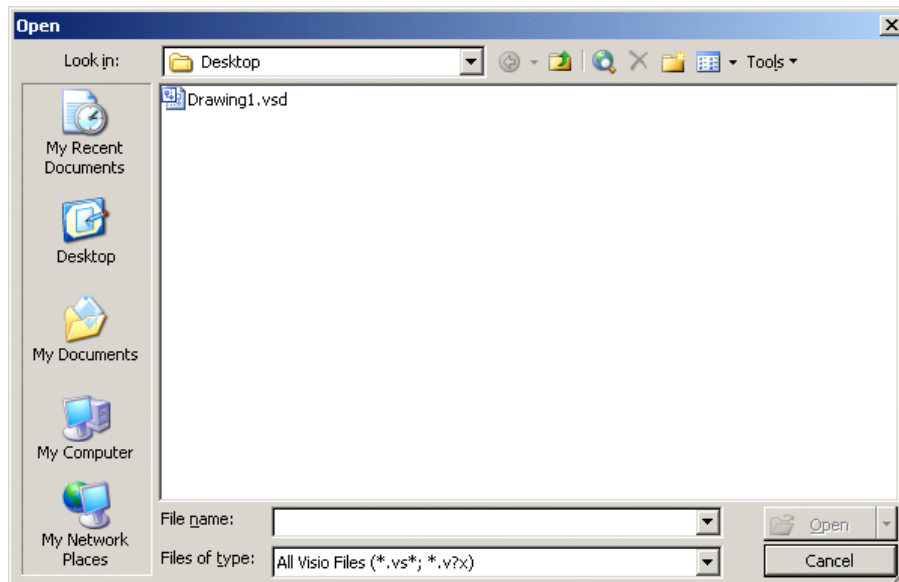 Open
Look in:
Desktop
Tools
Drawing1.vsd
My Recent
Documents
Desktop
My Documents
My Computer
My Network
Places
File name:
Open
Files of type:
All Visio Files (*.vs*; *.v?x)
Cancel